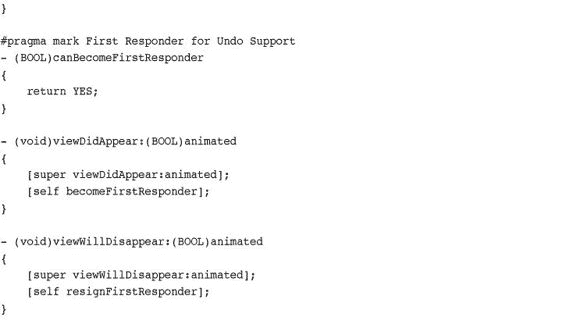 }
#pragma mark First Responder for Undo Support
- (BOOL)canBecomeFirstResponder
{
    return YES;
}
- (void)viewDidAppear:(BOOL)animated
{
    [super viewDidAppear:animated];
    [self becomeFirstResponder];
}
- (void)viewWillDisappear:(BOOL)animated
{
    [super viewWillDisappear:animated];
    [self resignFirstResponder];
}